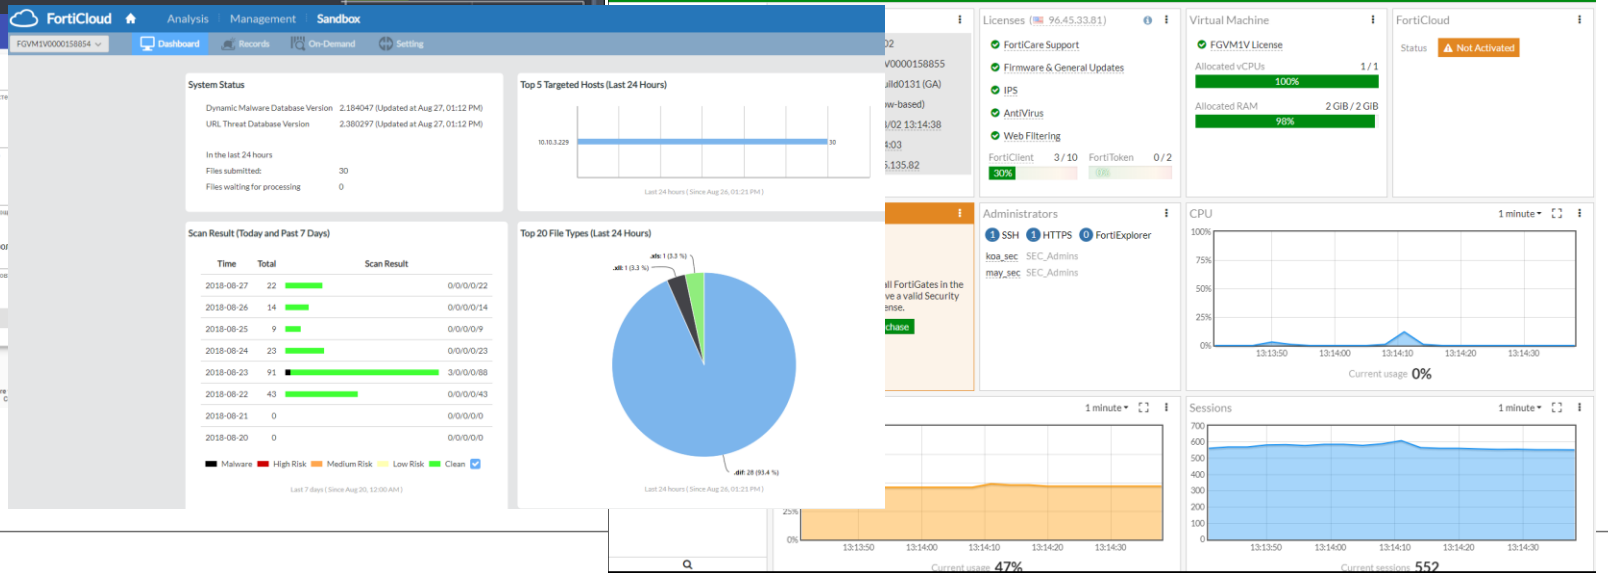 FortiCloud
Analysis
Management
Sandbox
FGVM1V0000158854
Dashboard
Records
On-Demand
Setting
System Status
Dynamic Malware Database Version 2.184047 (Updated at Aug 27, 01:12 PM)
URL Threat Database Version 2.380297 (Updated at Aug 27, 01:12 PM)
In the last 24 hours
Files submitted: 30
Files waiting for processing 0
Top 5 Targeted Hosts (Last 24 Hours)
10.10.3.229
30
Last 24 hours ( Since Aug 26, 01:21 PM )
Scan Result (Today and Past 7 Days)
Time Total Scan Result
2018-08-27 22 0/0/0/0/22
2018-08-26 14 0/0/0/0/14
2018-08-25 9 0/0/0/0/9
2018-08-24 23 0/0/0/0/23
2018-08-23 91 3/0/0/0/88
2018-08-22 43 0/0/0/0/43
2018-08-21 0 0/0/0/0/0
2018-08-20 0 0/0/0/0/0
Malware High Risk Medium Risk Low Risk Clean
Last 7 days ( Since Aug 20, 12:00 AM )
Top 20 File Types (Last 24 Hours)
.xls: 1 (3.3 %)
.xll: 1 (3.3 %)
.dif: 28 (93.4 %)
Last 24 hours ( Since Aug 26, 01:21 PM )
02
V0000158855
uild0131 (GA)
ow-based)
/02 13:14:38
4:03
5.135.82
Licenses ( 96.45.33.81)
FortiCare Support
Firmware & General Updates
IPS
AntiVirus
Web Filtering
FortiClient 3 / 10
30%
FortiToken 0 / 2
0%
Virtual Machine
FGVM1V License
Allocated vCPUs 1 / 1
100%
Allocated RAM 2 GiB / 2 GiB
98%
FortiCloud
Status Not Activated
all FortiGates in the
ve a valid Security
ense.
chase
Administrators
1 SSH 1 HTTPS 0 FortiExplorer
koa_sec SEC_Admins
may_sec SEC_Admins
CPU
1 minute
100%
75%
50%
25%
0%
13:13:50 13:14:00 13:14:10 13:14:20 13:14:30
Current usage 0%
1 minute
25%
0%
13:13:50 13:14:00 13:14:10 13:14:20 13:14:30
Current usage 47%
Sessions
1 minute
700
600
500
400
300
200
100
0
13:13:50 13:14:00 13:14:10 13:14:20 13:14:30
Current sessions 552